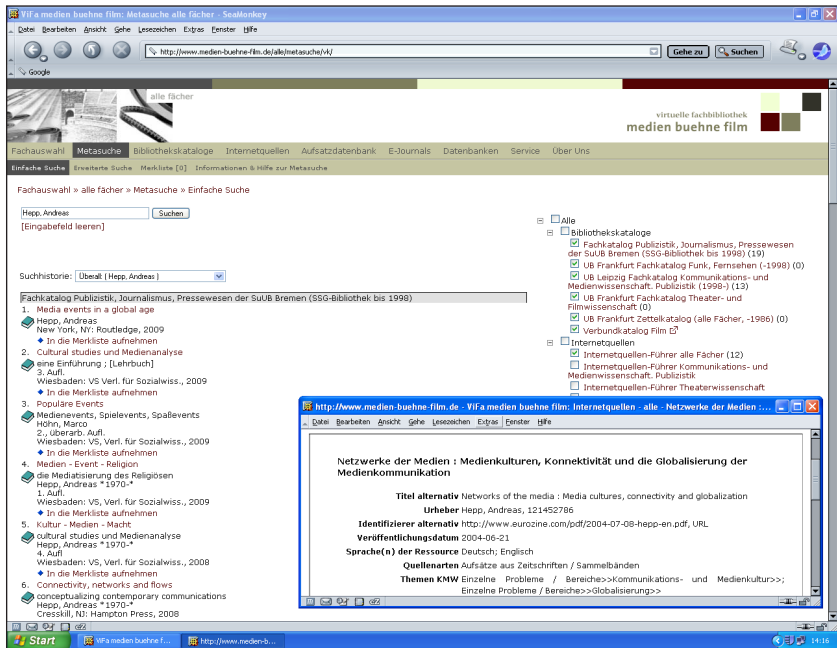 ViFa medien buehne film: Metasuche alle fächer - SeaMonkey
Datei Bearbeiten Ansicht Gehe Lesezeichen Extras Fenster Hilfe
http://www.medien-buehne-film.de/alle/metasuche/vk/
Gehe zu
Suchen
Google
alle fächer
virtuelle fachbibliothek
medien buehne film
Fachauswahl Metasuche Bibliothekskataloge Internetquellen Aufsatzdatenbank E-Journals Datenbanken Service Über Uns
Einfache Suche Erweiterte Suche Merkliste [0] Informationen & Hilfe zur Metasuche
Fachauswahl » alle fächer » Metasuche » Einfache Suche
Hepp, Andreas
Suchen
[Eingabefeld leeren]
Suchhistorie: Überall: ( Hepp, Andreas )
Fachkatalog Publizistik, Journalismus, Pressewesen der SuUB Bremen (SSG-Bibliothek bis 1998)
1. Media events in a global age
Hepp, Andreas
New York, NY: Routledge, 2009
In die Merkliste aufnehmen
2. Cultural studies und Medienanalyse
eine Einführung ; [Lehrbuch]
3. Aufl.
Wiesbaden: VS Verl. für Sozialwiss., 2009
In die Merkliste aufnehmen
3. Populäre Events
Medienevents, Spielevents, Spaßevents
Höhn, Marco
2., überarb. Aufl.
Wiesbaden: VS, Verl. für Sozialwiss., 2009
In die Merkliste aufnehmen
4. Medien - Event - Religion
die Mediatisierung des Religiösen
Hepp, Andreas *1970-*
1. Aufl.
Wiesbaden: VS, Verl. für Sozialwiss., 2009
In die Merkliste aufnehmen
5. Kultur - Medien - Macht
cultural studies und Medienanalyse
Hepp, Andreas *1970-*
4. Aufl
Wiesbaden: VS, Verl. für Sozialwiss., 2008
In die Merkliste aufnehmen
6. Connectivity, networks and flows
conceptualizing contemporary communications
Hepp, Andreas *1970-*
Cresskill, NJ: Hampton Press, 2008
Alle
Bibliothekskataloge
Fachkatalog Publizistik, Journalismus, Pressewesen
der SuUB Bremen (SSG-Bibliothek bis 1998) (19)
UB Frankfurt Fachkatalog Funk, Fernsehen (-1998) (0)
UB Leipzig Fachkatalog Kommunikations- und
Medienwissenschaft. Publizistik (1998-) (13)
UB Frankfurt Fachkatalog Theater- und
Filmwissenschaft (0)
UB Frankfurt Zettelkatalog (alle Fächer, -1986) (0)
Verbundkatalog Film
Internetquellen
Internetquellen-Führer alle Fächer (12)
Internetquellen-Führer Kommunikations- und
Medienwissenschaft. Publizistik
Internetquellen-Führer Theaterwissenschaft
http://www.medien-buehne-film.de - ViFa medien buehne film: Internetquellen - alle - Netzwerke der Medien :...
Datei Bearbeiten Ansicht Gehe Lesezeichen Extras Fenster Hilfe
Netzwerke der Medien : Medienkulturen, Konnektivität und die Globalisierung der
Medienkommunikation
Titel alternativ Networks of the media : Media cultures, connectivity and globalization
Urheber Hepp, Andreas, 121452786
Identifizierer alternativ http://www.eurozine.com/pdf/2004-07-08-hepp-en.pdf, URL
Veröffentlichungsdatum 2004-06-21
Sprache(n) der Ressource Deutsch; Englisch
Quellenarten Aufsätze aus Zeitschriften / Sammelbänden
Themen KMW Einzelne Probleme / Bereiche>>Kommunikations- und Medienkultur>>;
Einzelne Probleme / Bereiche>>Globalisierung>>
Start
ViFa medien buehne f...
http://www.medien-b...
14:16